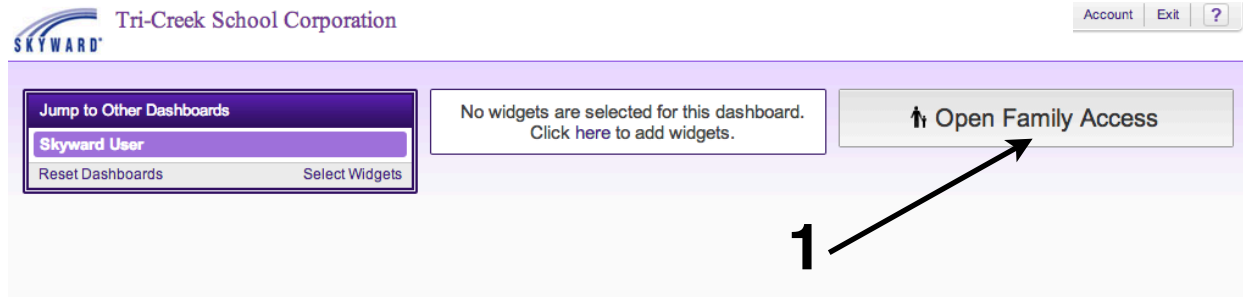 Tri-Creek School Corporation
SKYWARD®
Account Exit ?
Jump to Other Dashboards
Skyward User
Reset Dashboards Select Widgets
No widgets are selected for this dashboard.
Click here to add widgets.
Open Family Access
1